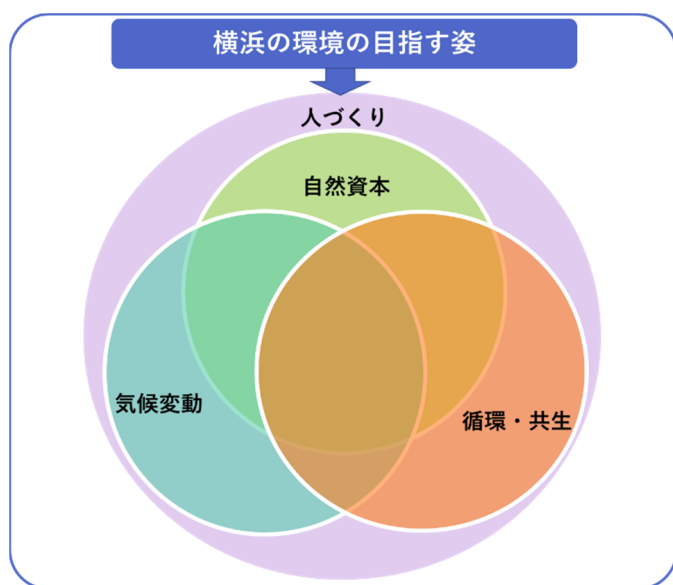 横浜の環境の目指す姿
人づくり
自然資本
気候変動
循環・共生